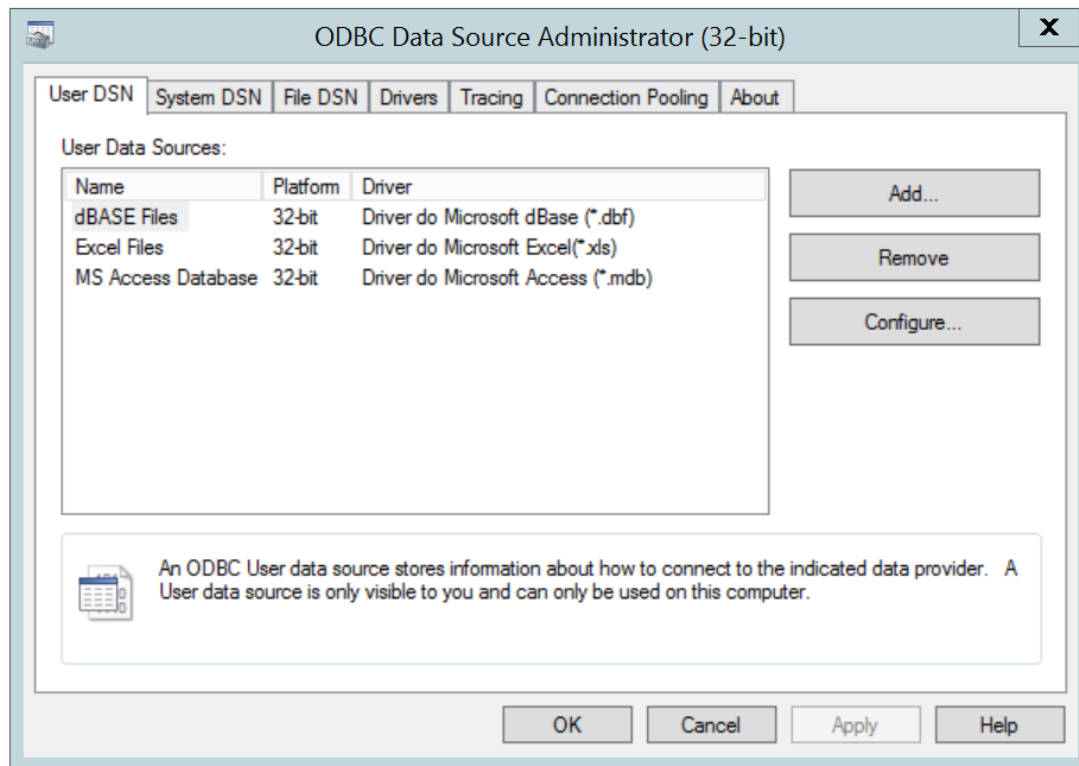 ODBC Data Source Administrator (32-bit)
X
User DSN System DSN File DSN Drivers Tracing Connection Pooling About
User Data Sources:
Name Platform Driver
dBASE Files 32-bit Driver do Microsoft dBase (*.dbf)
Excel Files 32-bit Driver do Microsoft Excel(*.xls)
MS Access Database 32-bit Driver do Microsoft Access (*.mdb)
Add...
Remove
Configure...
An ODBC User data source stores information about how to connect to the indicated data provider. A
User data source is only visible to you and can only be used on this computer.
OK Cancel Apply Help